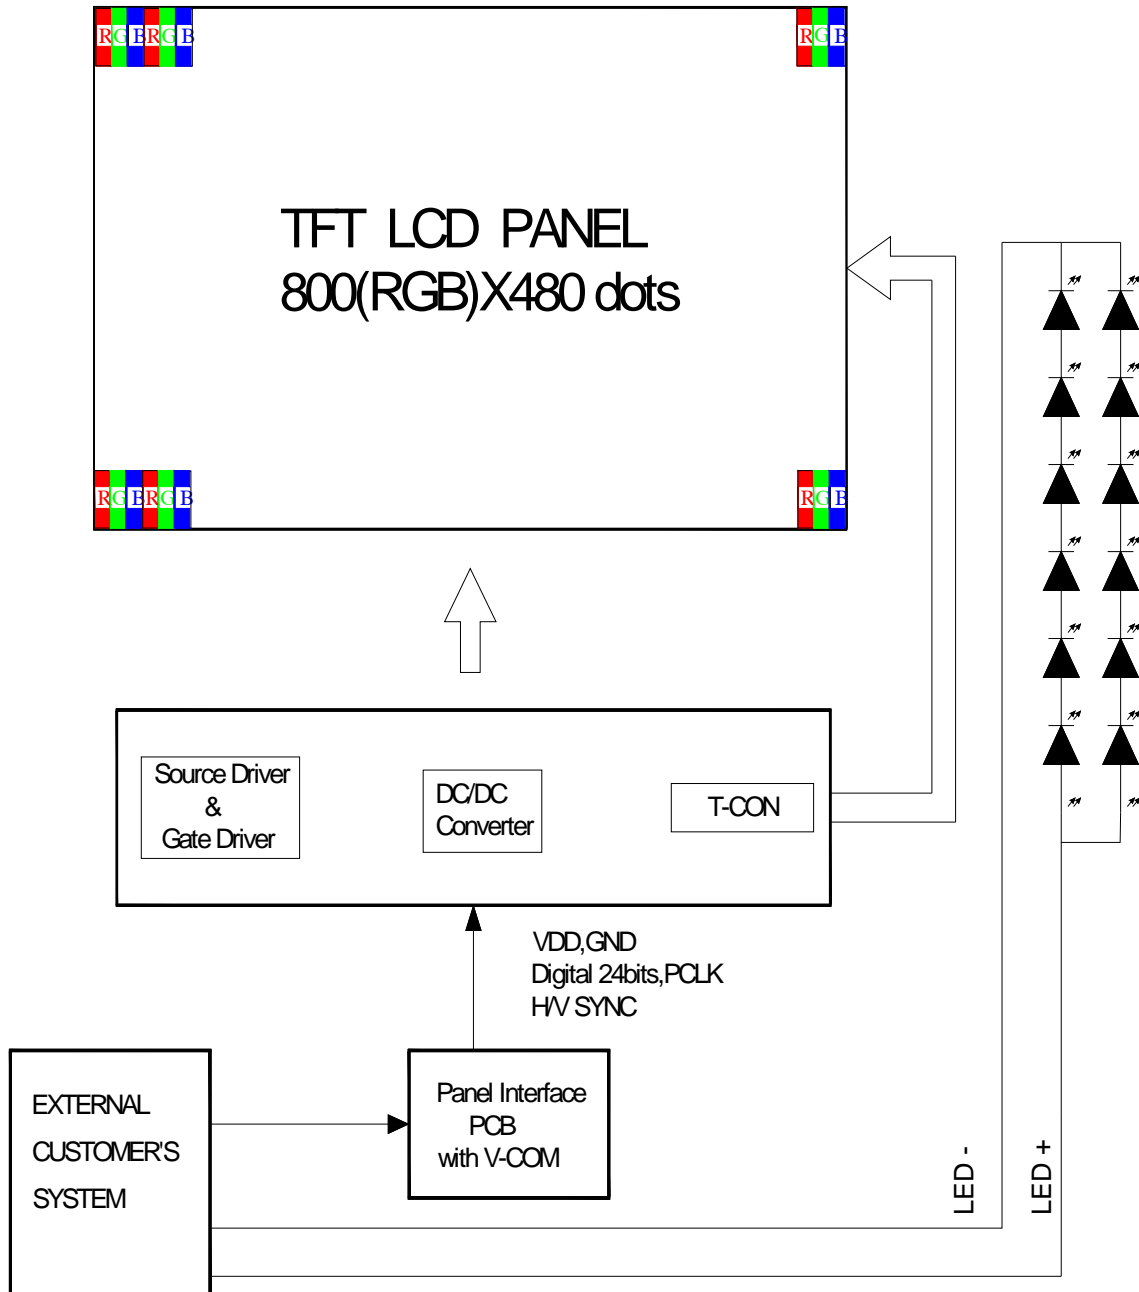 RGBRGB RGB
TFT LCD PANEL
800(RGB)X480 dots
RGBRGB RGB
Source Driver
&
Gate Driver
DC/DC
Converter
T-CON
VDD,GND
Digital 24bits,PCLK
H/V SYNC
EXTERNAL
CUSTOMER'S
SYSTEM
Panel Interface
PCB
with V-COM
LED -
LED +